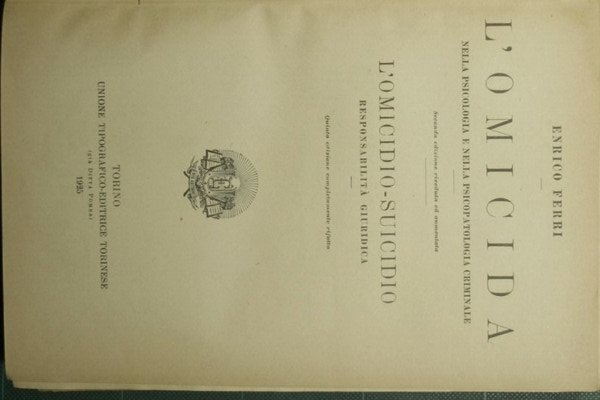 ENRICO FERRI
L'OMICIDA
NELLA PSICOLOGIA E NELLA PSICOPATOLOGIA CRIMINALE
Seconda edizione riveduta ed aumentata
L'OMICIDIO-SUICIDIO
RESPONSABILITÀ GIURIDICA
Quinta edizione completamente rifatta
TORINO
UNIONE TIPOGRAFICO-EDITRICE TORINESE
(già Ditta Pomba)
1925